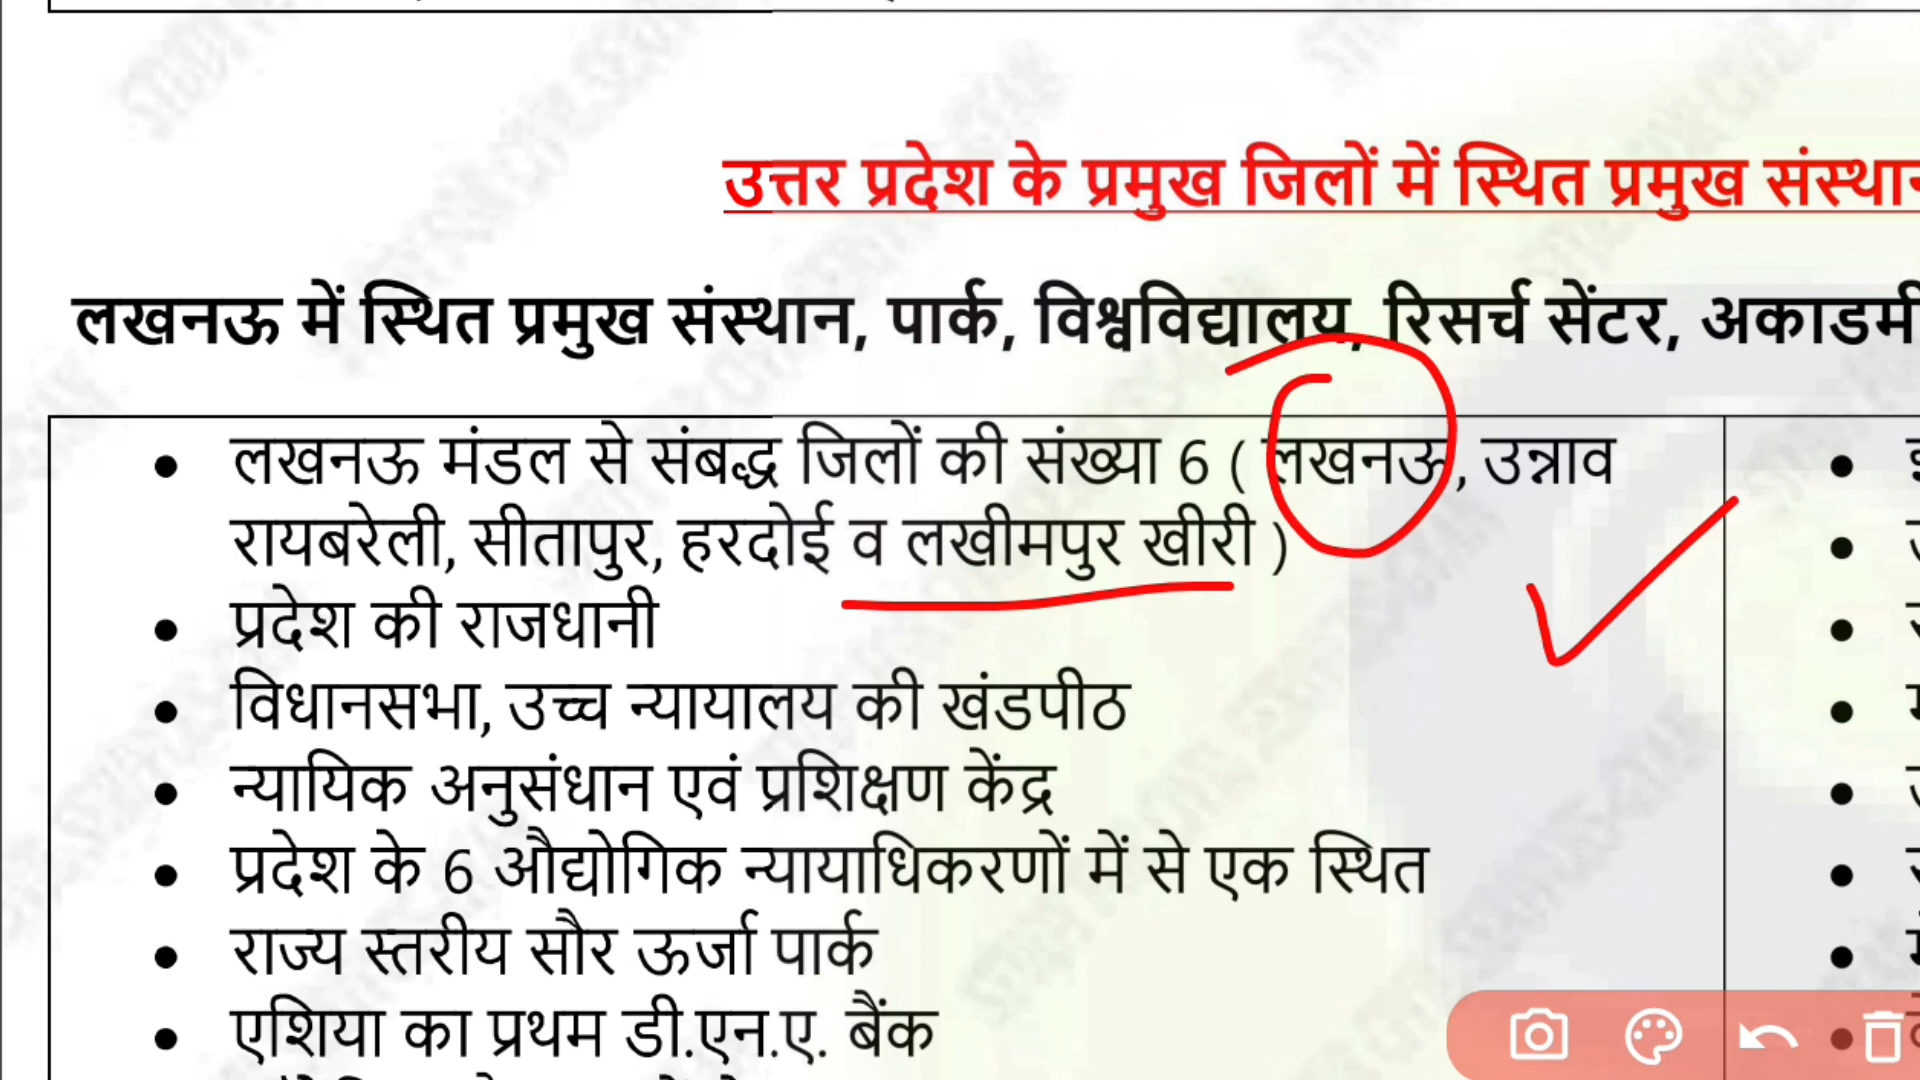 उत्तर प्रदेश के प्रमुख जिलों में स्थित प्रमुख
लखनऊ में स्थित प्रमुख संस्थान, पार्क, विश्वविद्यालय, रिसर्च सेंटर,
• लखनऊ मंडल से संबद्ध जिलों की संख्या 6 ( लखनऊ, उन्नाव
रायबरेली, सीतापुर, हरदोई व लखीमपुर खीरी )
• प्रदेश की राजधानी
• विधानसभा, उच्च न्यायालय की खंडपीठ
• न्यायिक अनुसंधान एवं प्रशिक्षण केंद्र
• प्रदेश के 6 औद्योगिक न्यायाधिकरणों में से एक स्थित
• राज्य स्तरीय सौर ऊर्जा पार्क
• एशिया का प्रथम डी.एन.ए. बैंक